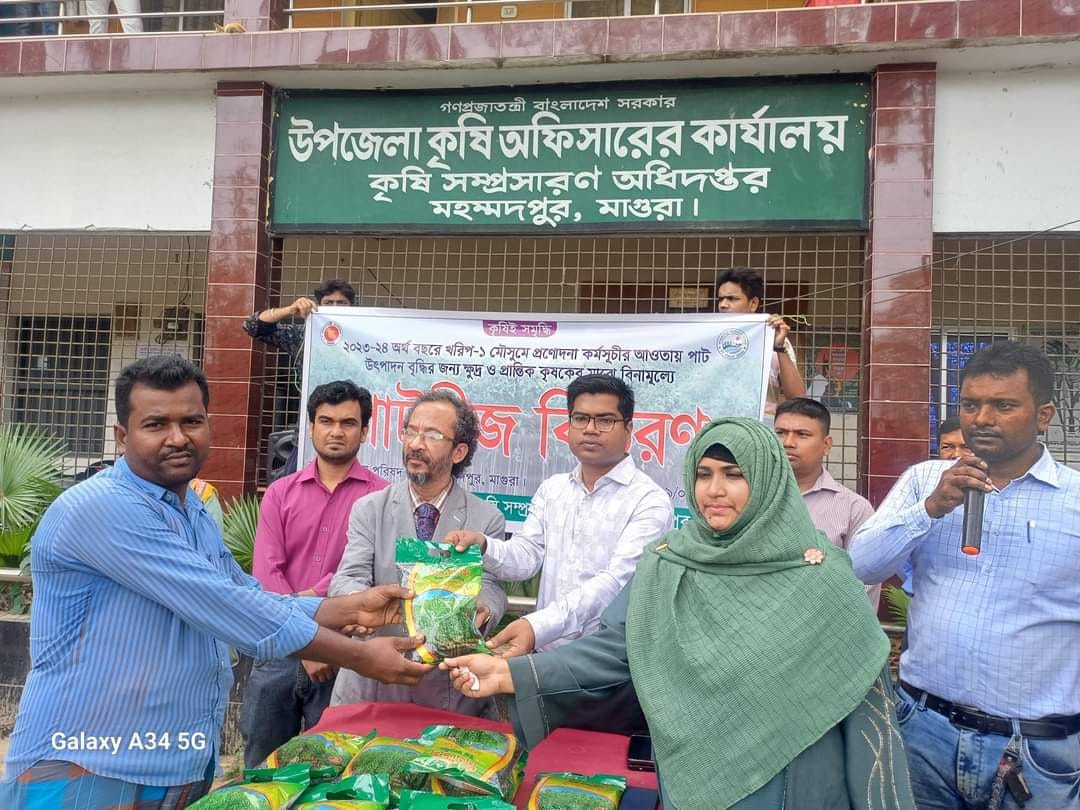 গণপ্রজাতন্ত্রী বাংলাদেশ সরকার
উপজেলা কৃষি অফিসারের কার্যালয়
কৃষি সম্প্রসারণ অধিদপ্তর
মহম্মদপুর, মাগুরা।
কৃষিই সমৃদ্ধি
২০২৩-২৪ অর্থ বছরে খরিপ-১ মৌসুমে প্রণোদনা কর্মসূচীর আওতায় পাট
উৎপাদন বৃদ্ধির জন্য ক্ষুদ্র ও প্রান্তিক কৃষকের মাঝে বিনামূল্যে
মাগুরা।
Galaxy A34 5G